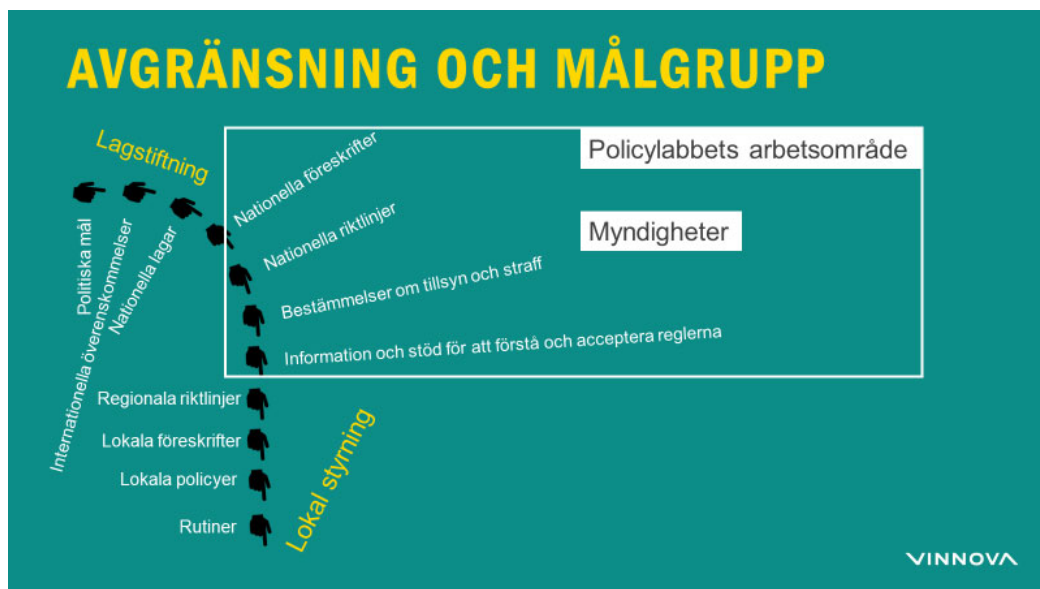 AVGRÄNSNING OCH MÅLGRUPP
Lagstiftning
Politiska mål
Internationella överenskommelser
Nationella lagar
Nationella föreskrifter
Nationella riktlinjer
Bestämmelser om tillsyn och straff
Information och stöd för att förstå och acceptera reglerna
Policylabbets arbetsområde
Myndigheter
Regionala riktlinjer
Lokala föreskrifter
Lokala policyer
Rutiner
Lokal styrning
VINNOVA